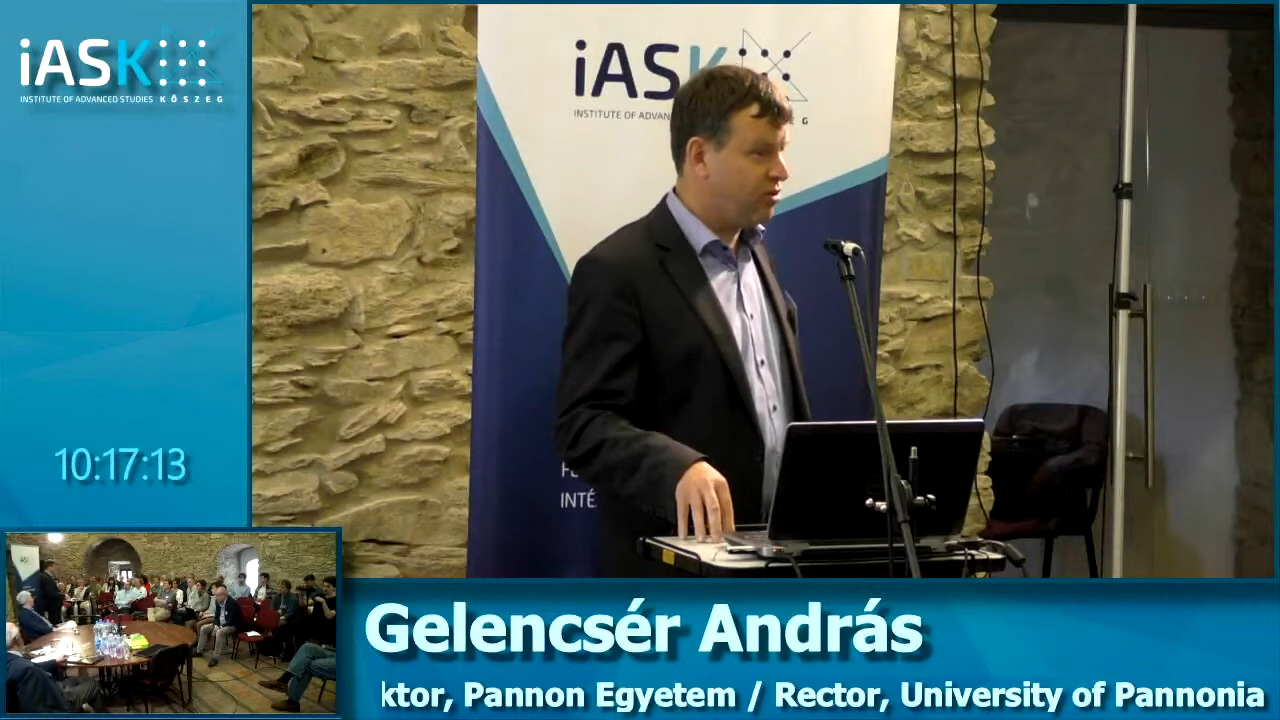 iASK
INSTITUTE OF ADVANCED STUDIES KŐSZEG
iASK
INSTITUTE OF ADVAN
G
INTÉ
10:17:13
Gelencsér András
ktor, Pannon Egyetem / Rector, University of Pannonia